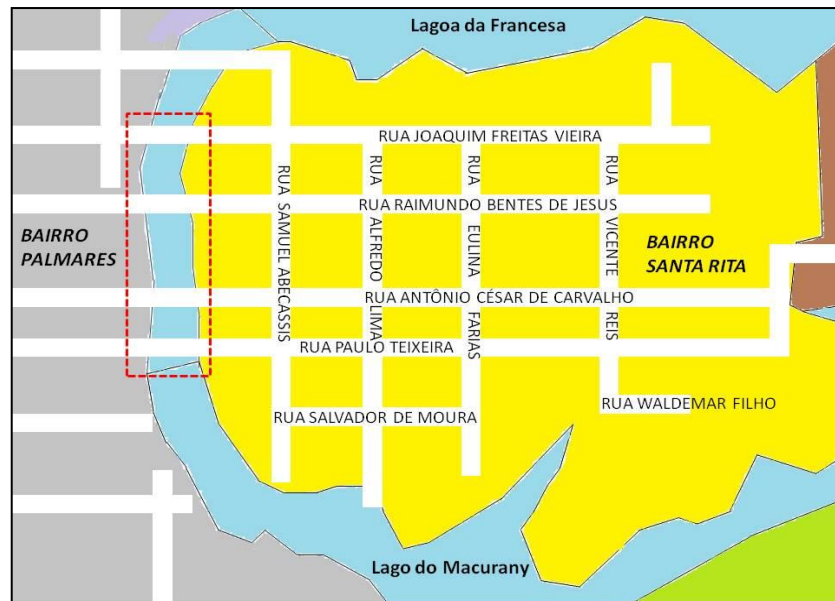 Lagoa da Francesa
RUA JOAQUIM FREITAS VIEIRA
RUA SAMUEL ABECASSIS
RUA ALFREDO LIMA
RUA EULINA FARIAS
RUA VICENTE REIS
RUA RAIMUNDO BENTES DE JESUS
BAIRRO
PALMARES
BAIRRO
SANTA RITA
RUA ANTÔNIO CÉSAR DE CARVALHO
RUA PAULO TEIXEIRA
RUA WALDEMAR FILHO
RUA SALVADOR DE MOURA
Lago do Macurany